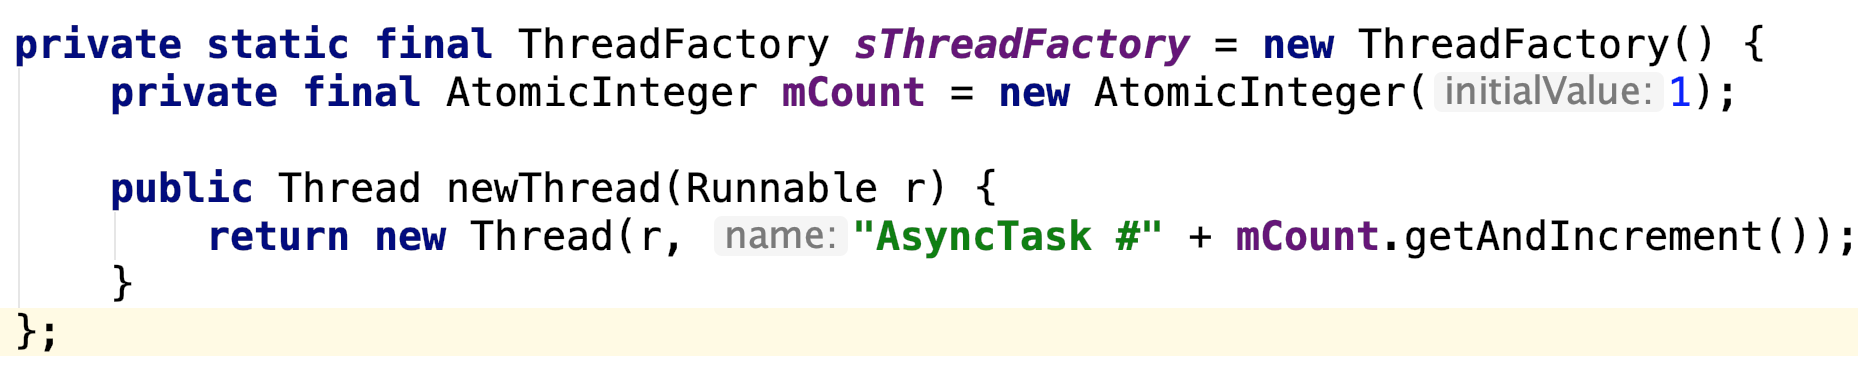 private static final ThreadFactory sThreadFactory = new ThreadFactory() {
    private final AtomicInteger mCount = new AtomicInteger( initialValue: 1);

    public Thread newThread(Runnable r) {
        return new Thread(r, name: "AsyncTask #" + mCount.getAndIncrement());
    }
};